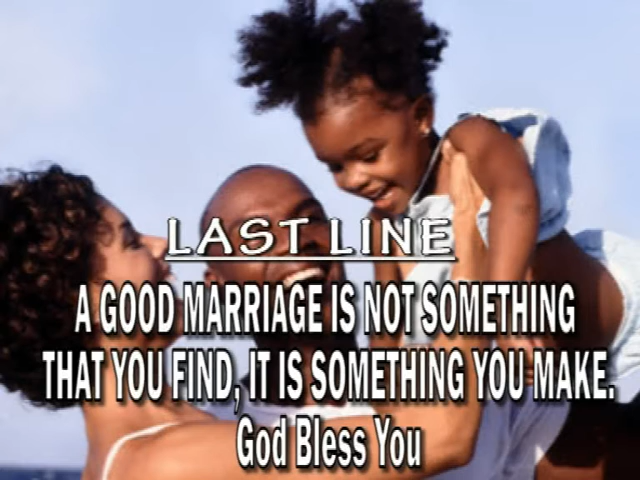 LAST LINE
A GOOD MARRIAGE IS NOT SOMETHING
THAT YOU FIND, IT IS SOMETHING YOU MAKE.
God Bless You